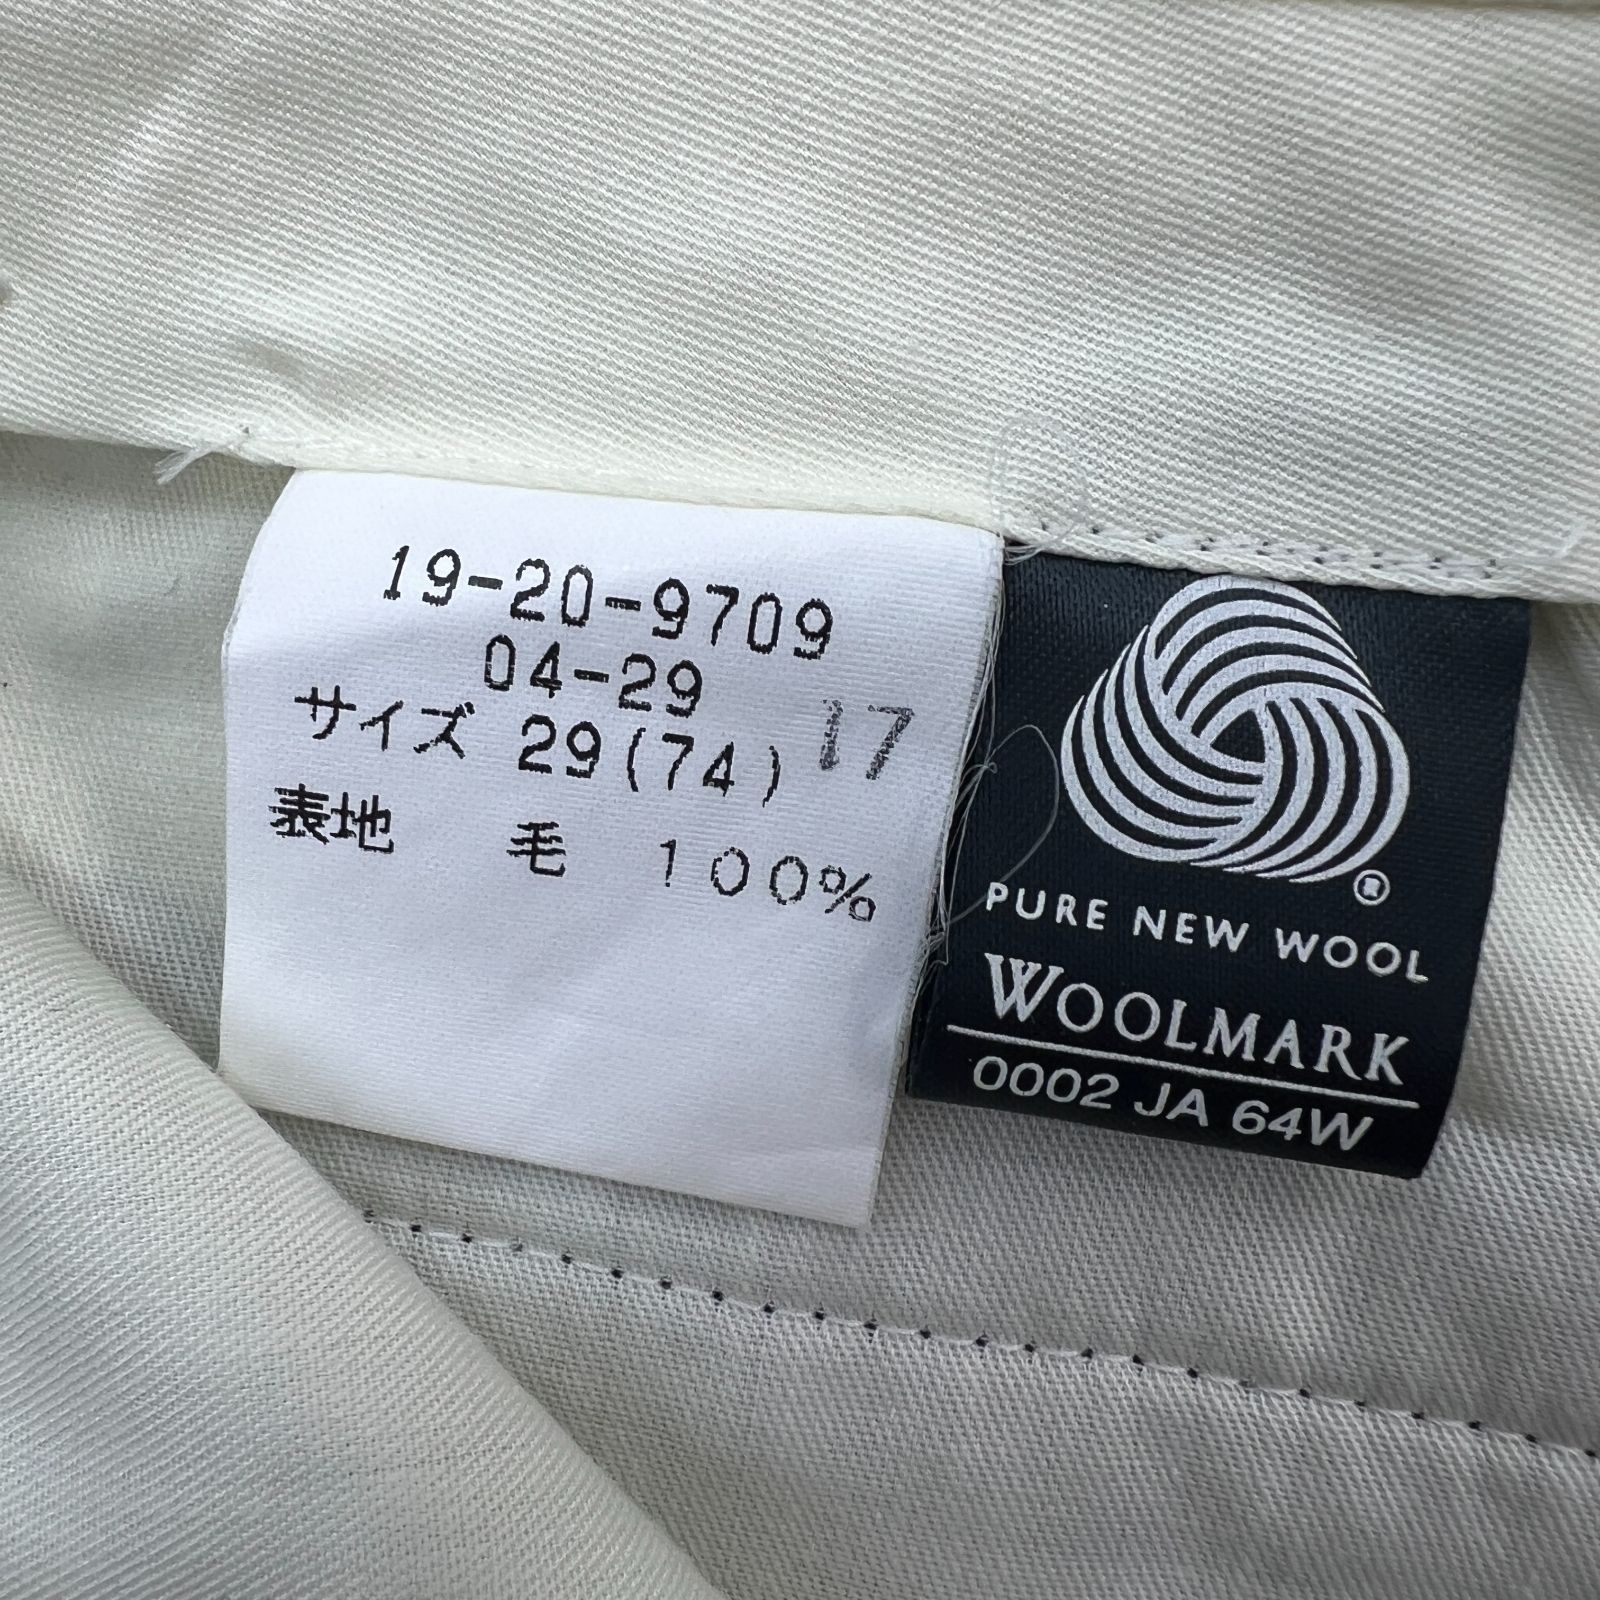 19-20-9709
04-29
サイズ 29(74) 17
表地 毛 100%
®
PURE NEW WOOL
WOOLMARK
0002 JA 64W